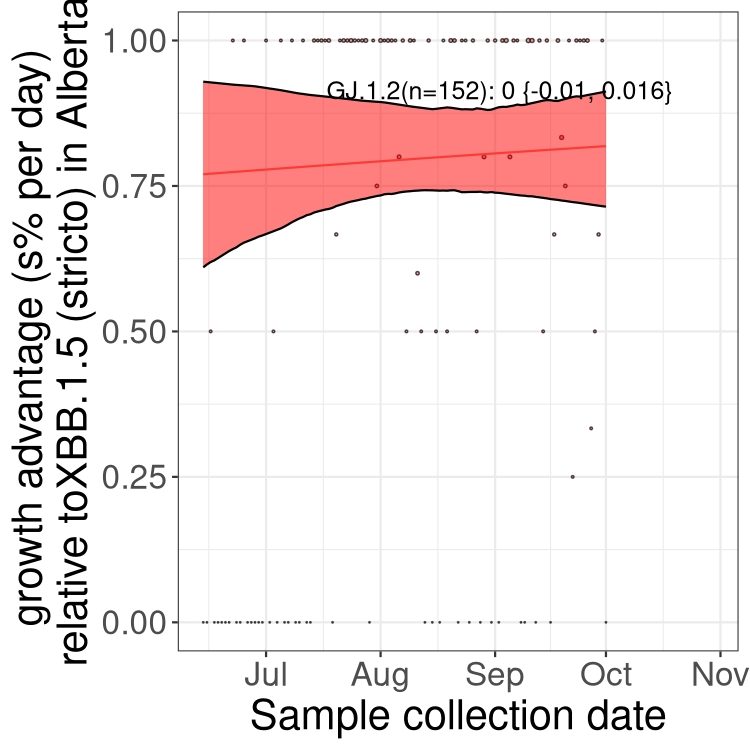 growth advantage (s% per day)
relative toXBB.1.5 (stricto) in Alberta
1.00
0.75
0.50
0.25
0.00
GJ.1.2(n=152): 0 {-0.01, 0.016}
Jul Aug Sep Oct Nov
Sample collection date